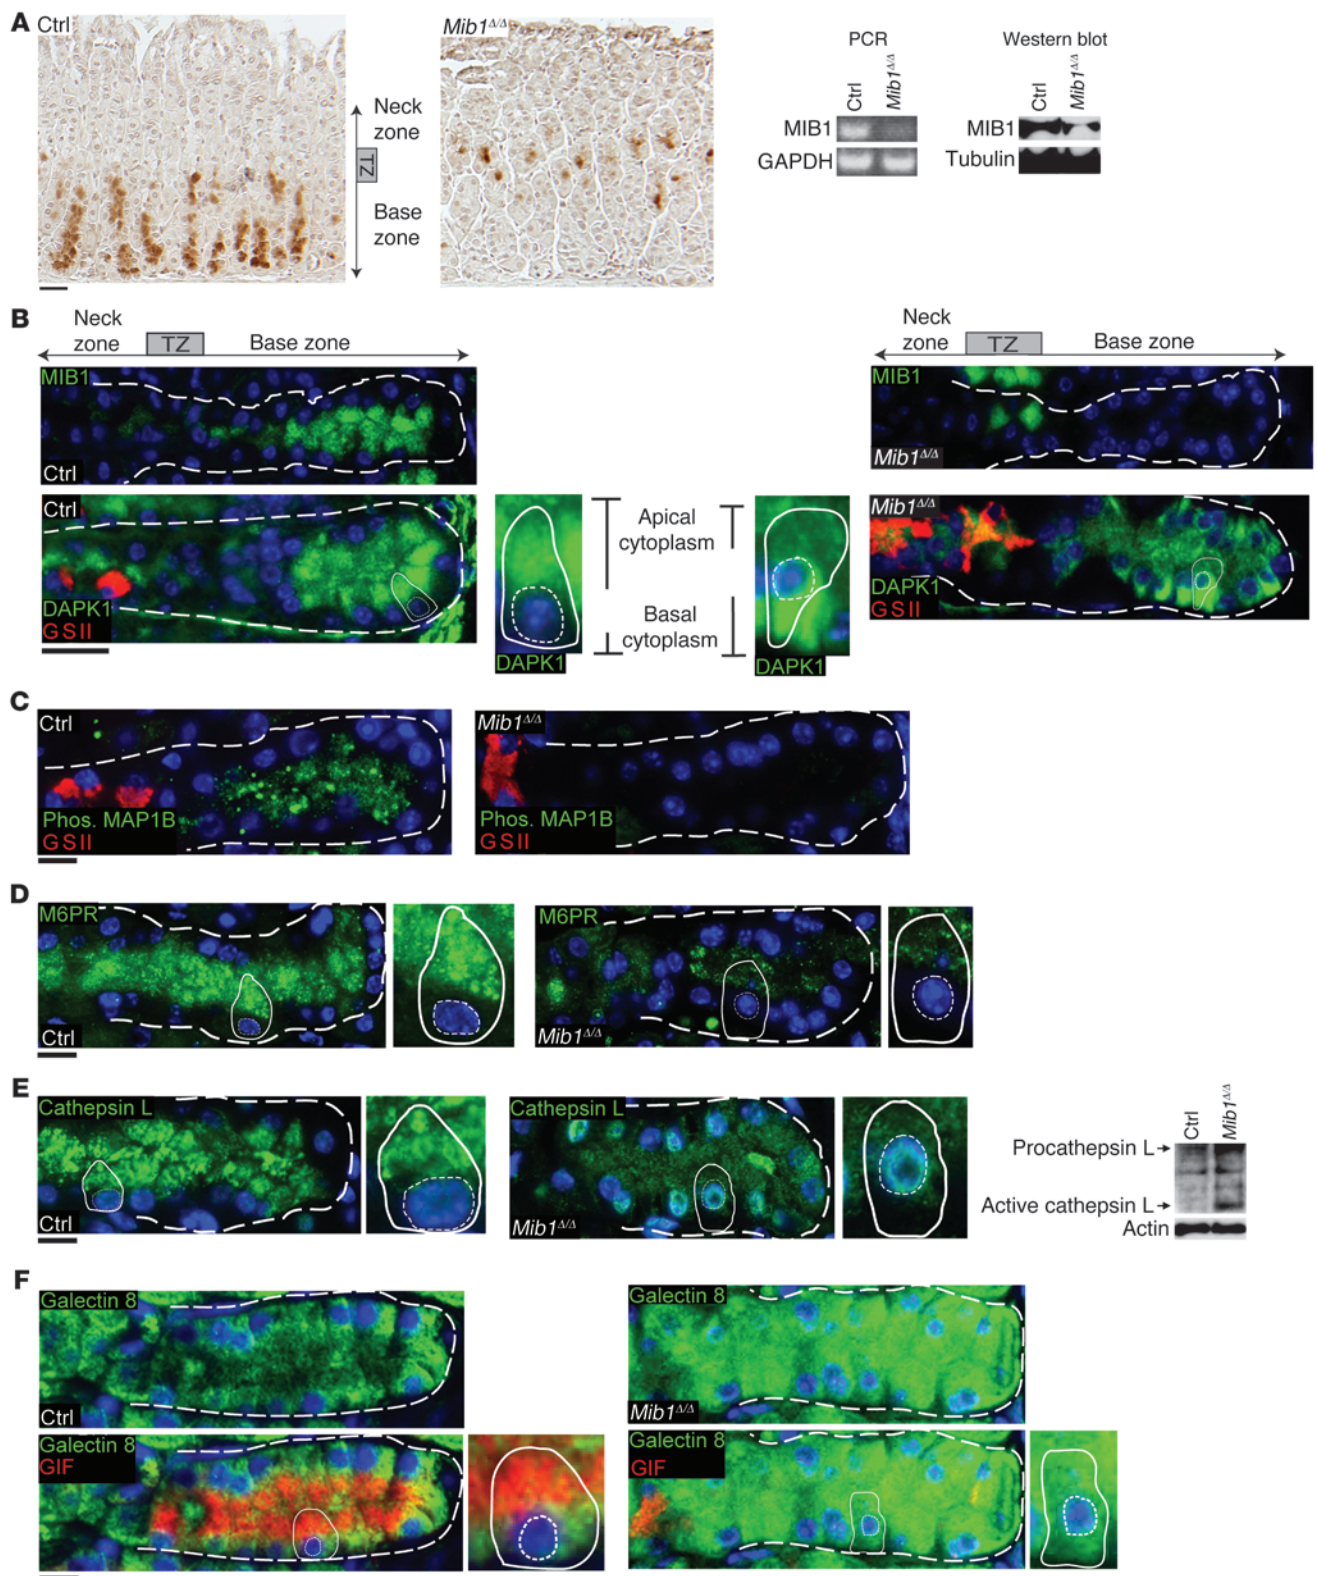 A
Ctrl
Mib1Δ/Δ
Neck
zone
TZ
Base
zone
PCR
Ctrl
Mib1Δ/Δ
MIB1
GAPDH
Western blot
Ctrl
Mib1Δ/Δ
MIB1
Tubulin
B
Neck
zone
TZ
Base zone
MIB1
Ctrl
Ctrl
DAPK1
GSII
DAPK1
Apical
cytoplasm
Basal
cytoplasm
DAPK1
Neck
zone
TZ
Base zone
MIB1
Mib1Δ/Δ
Mib1Δ/Δ
DAPK1
GSII
C
Ctrl
Phos. MAP1B
GSII
Mib1Δ/Δ
Phos. MAP1B
GSII
D
M6PR
Ctrl
M6PR
Mib1Δ/Δ
E
Cathepsin L
Ctrl
Cathepsin L
Mib1Δ/Δ
Ctrl
Mib1Δ/Δ
Procathepsin L
Active cathepsin L
Actin
F
Galectin 8
Ctrl
Galectin 8
GIF
Galectin 8
Mib1Δ/Δ
Galectin 8
GIF